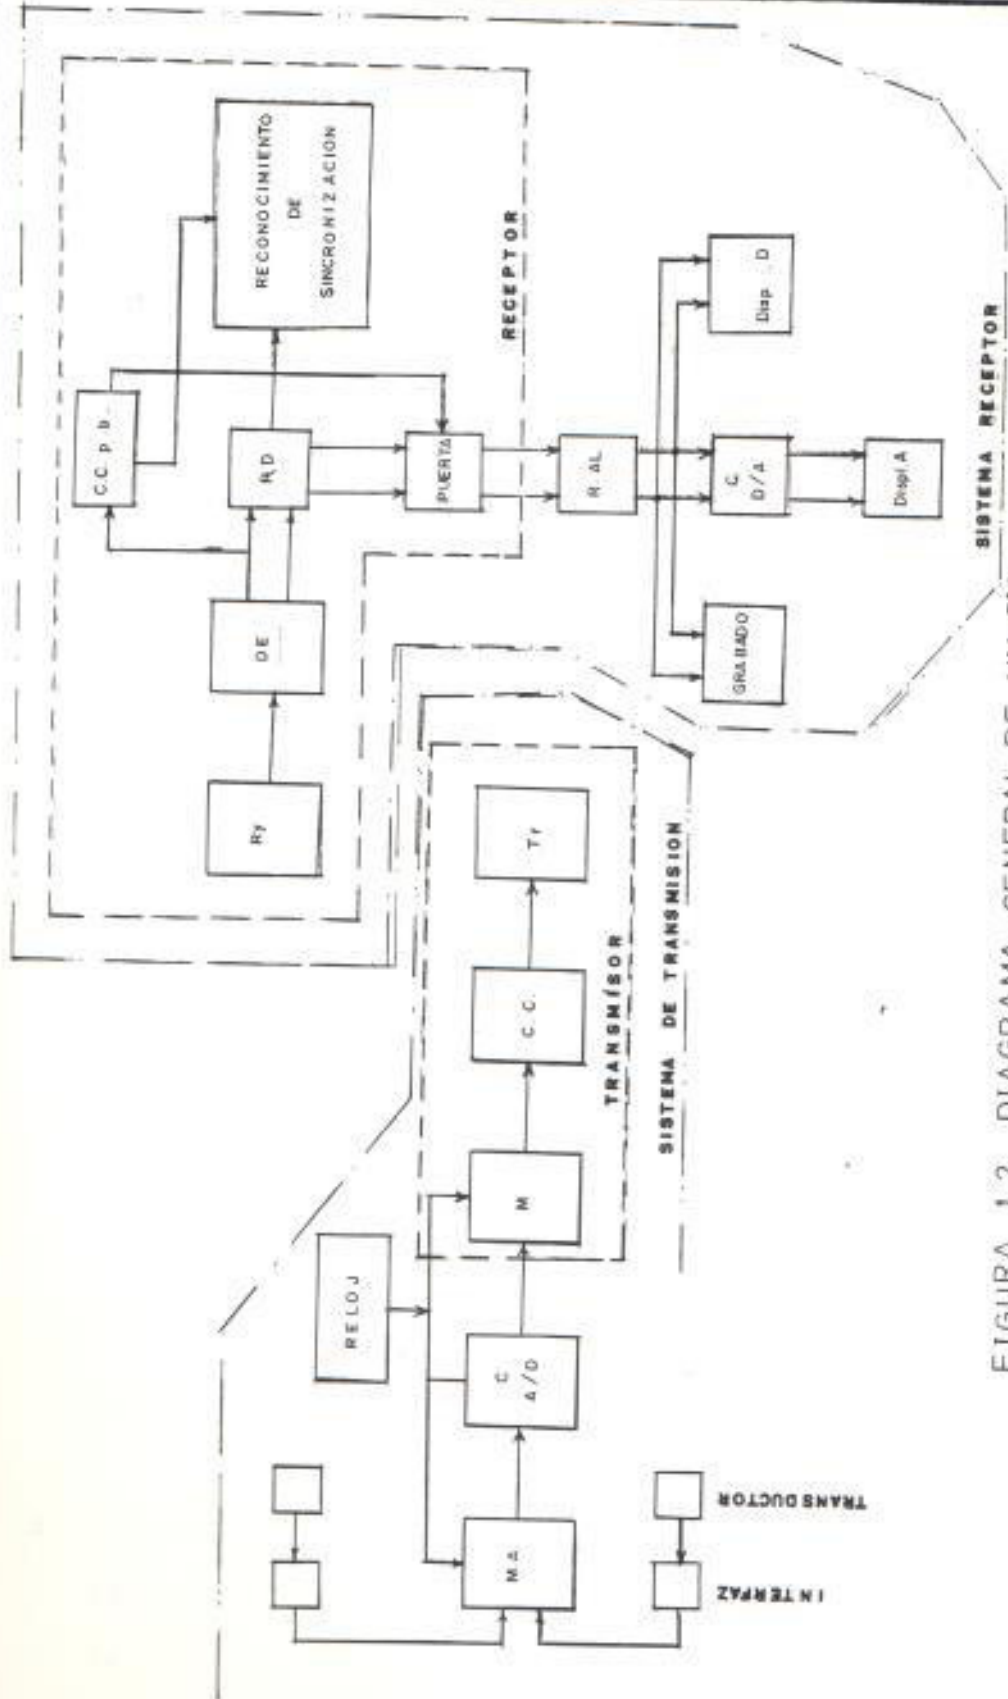 C.C. p b
RECONOCIMIENTO
DE
SINCRONIZACION
Ry
DE
R.D
PUERTA
RECEPTOR
R.AL
GRABADO
C
D/A
Disp. D
Displ.A
SISTEMA RECEPTOR
RELOJ
MA
C
A/D
M
C.C.
Tr
TRANSMISOR
SISTEMA DE TRANSMISION
INTERFAZ
TRANSDUCTOR
FIGURA 1.2 DIAGRAMA GENERAL DE